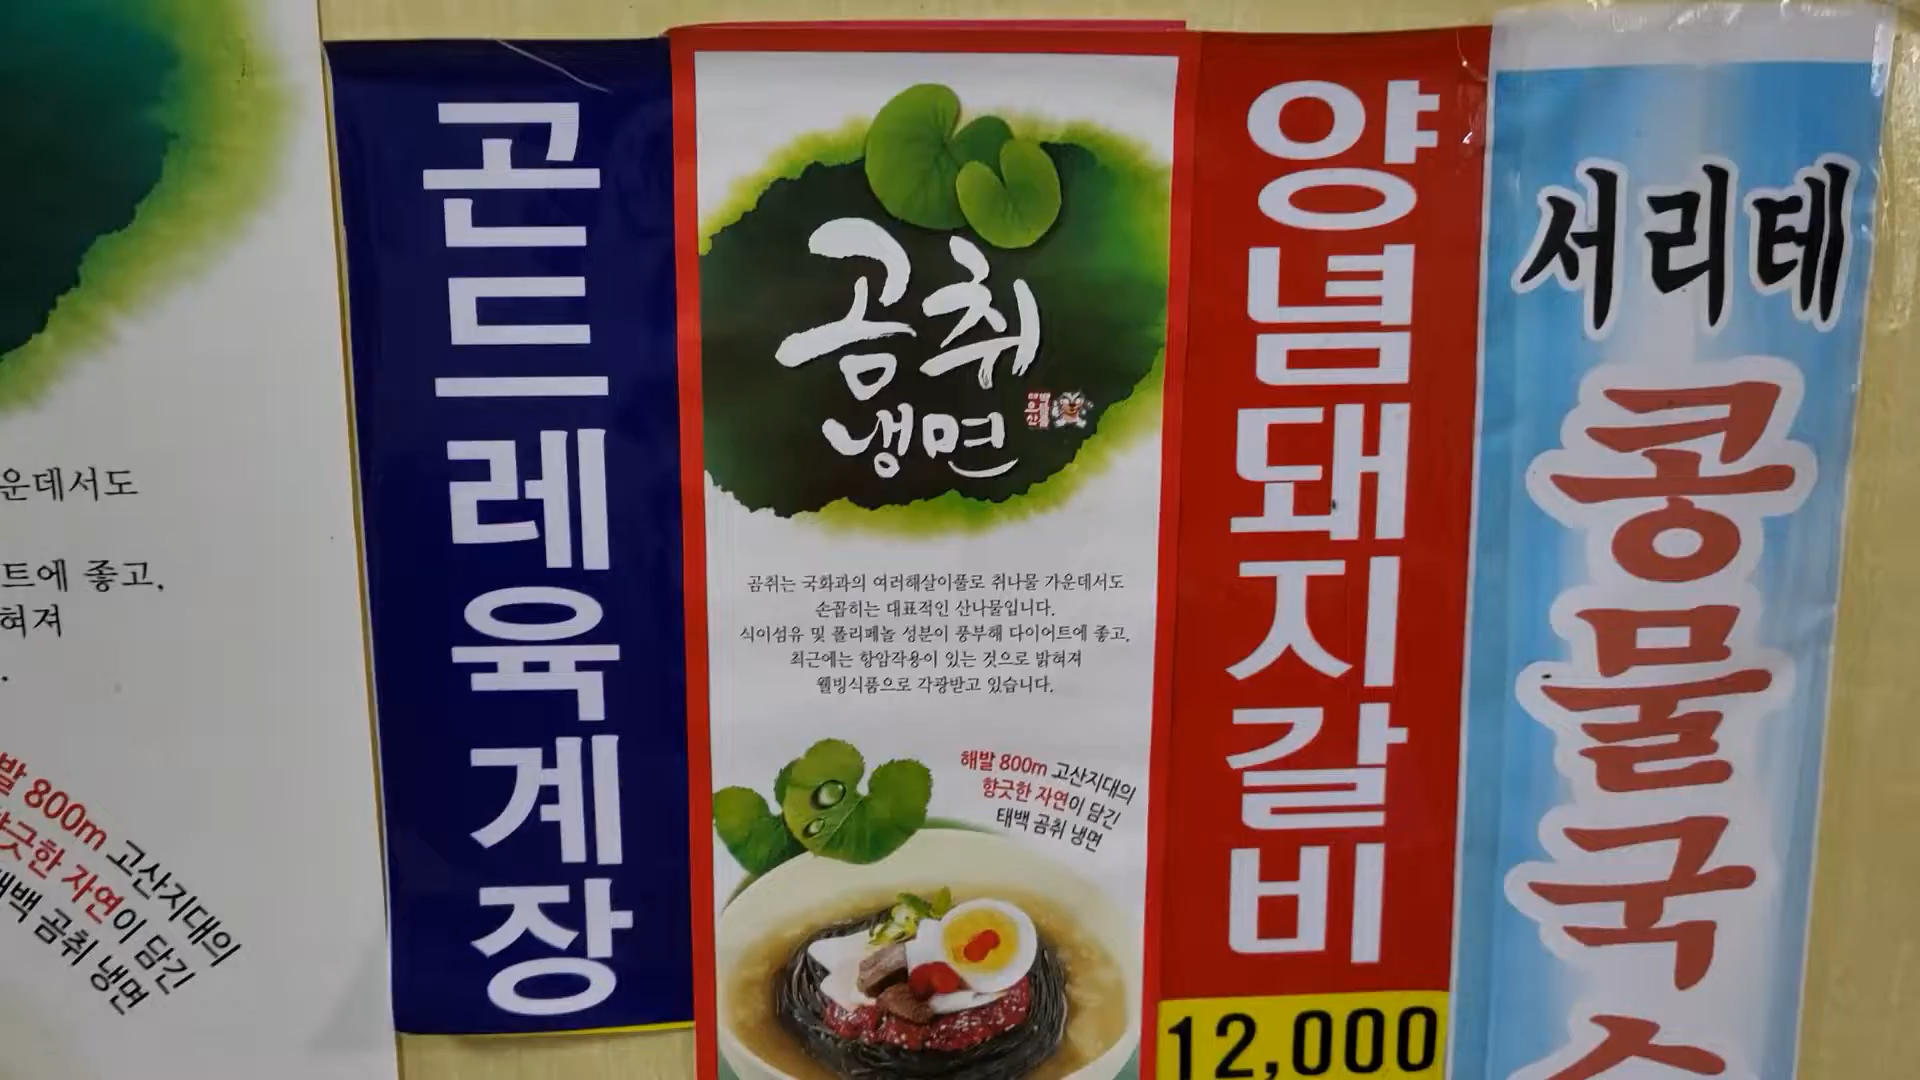 운데서도
트에 좋고,
혀져
발 800m 고산지대의
향긋한 자연이 담긴
태백 곰취 냉면
곤드레육계장
곰취
냉면
곰취는 국화과의 여러해살이풀로 취나물 가운데서도
손꼽히는 대표적인 산나물입니다.
식이섬유 및 폴리페놀 성분이 풍부해 다이어트에 좋고,
최근에는 항암작용이 있는 것으로 밝혀져
웰빙식품으로 각광받고 있습니다.
해발 800m 고산지대의
향긋한 자연이 담긴
태백 곰취 냉면
양념돼지갈비
12,000
서리테
콩물국수